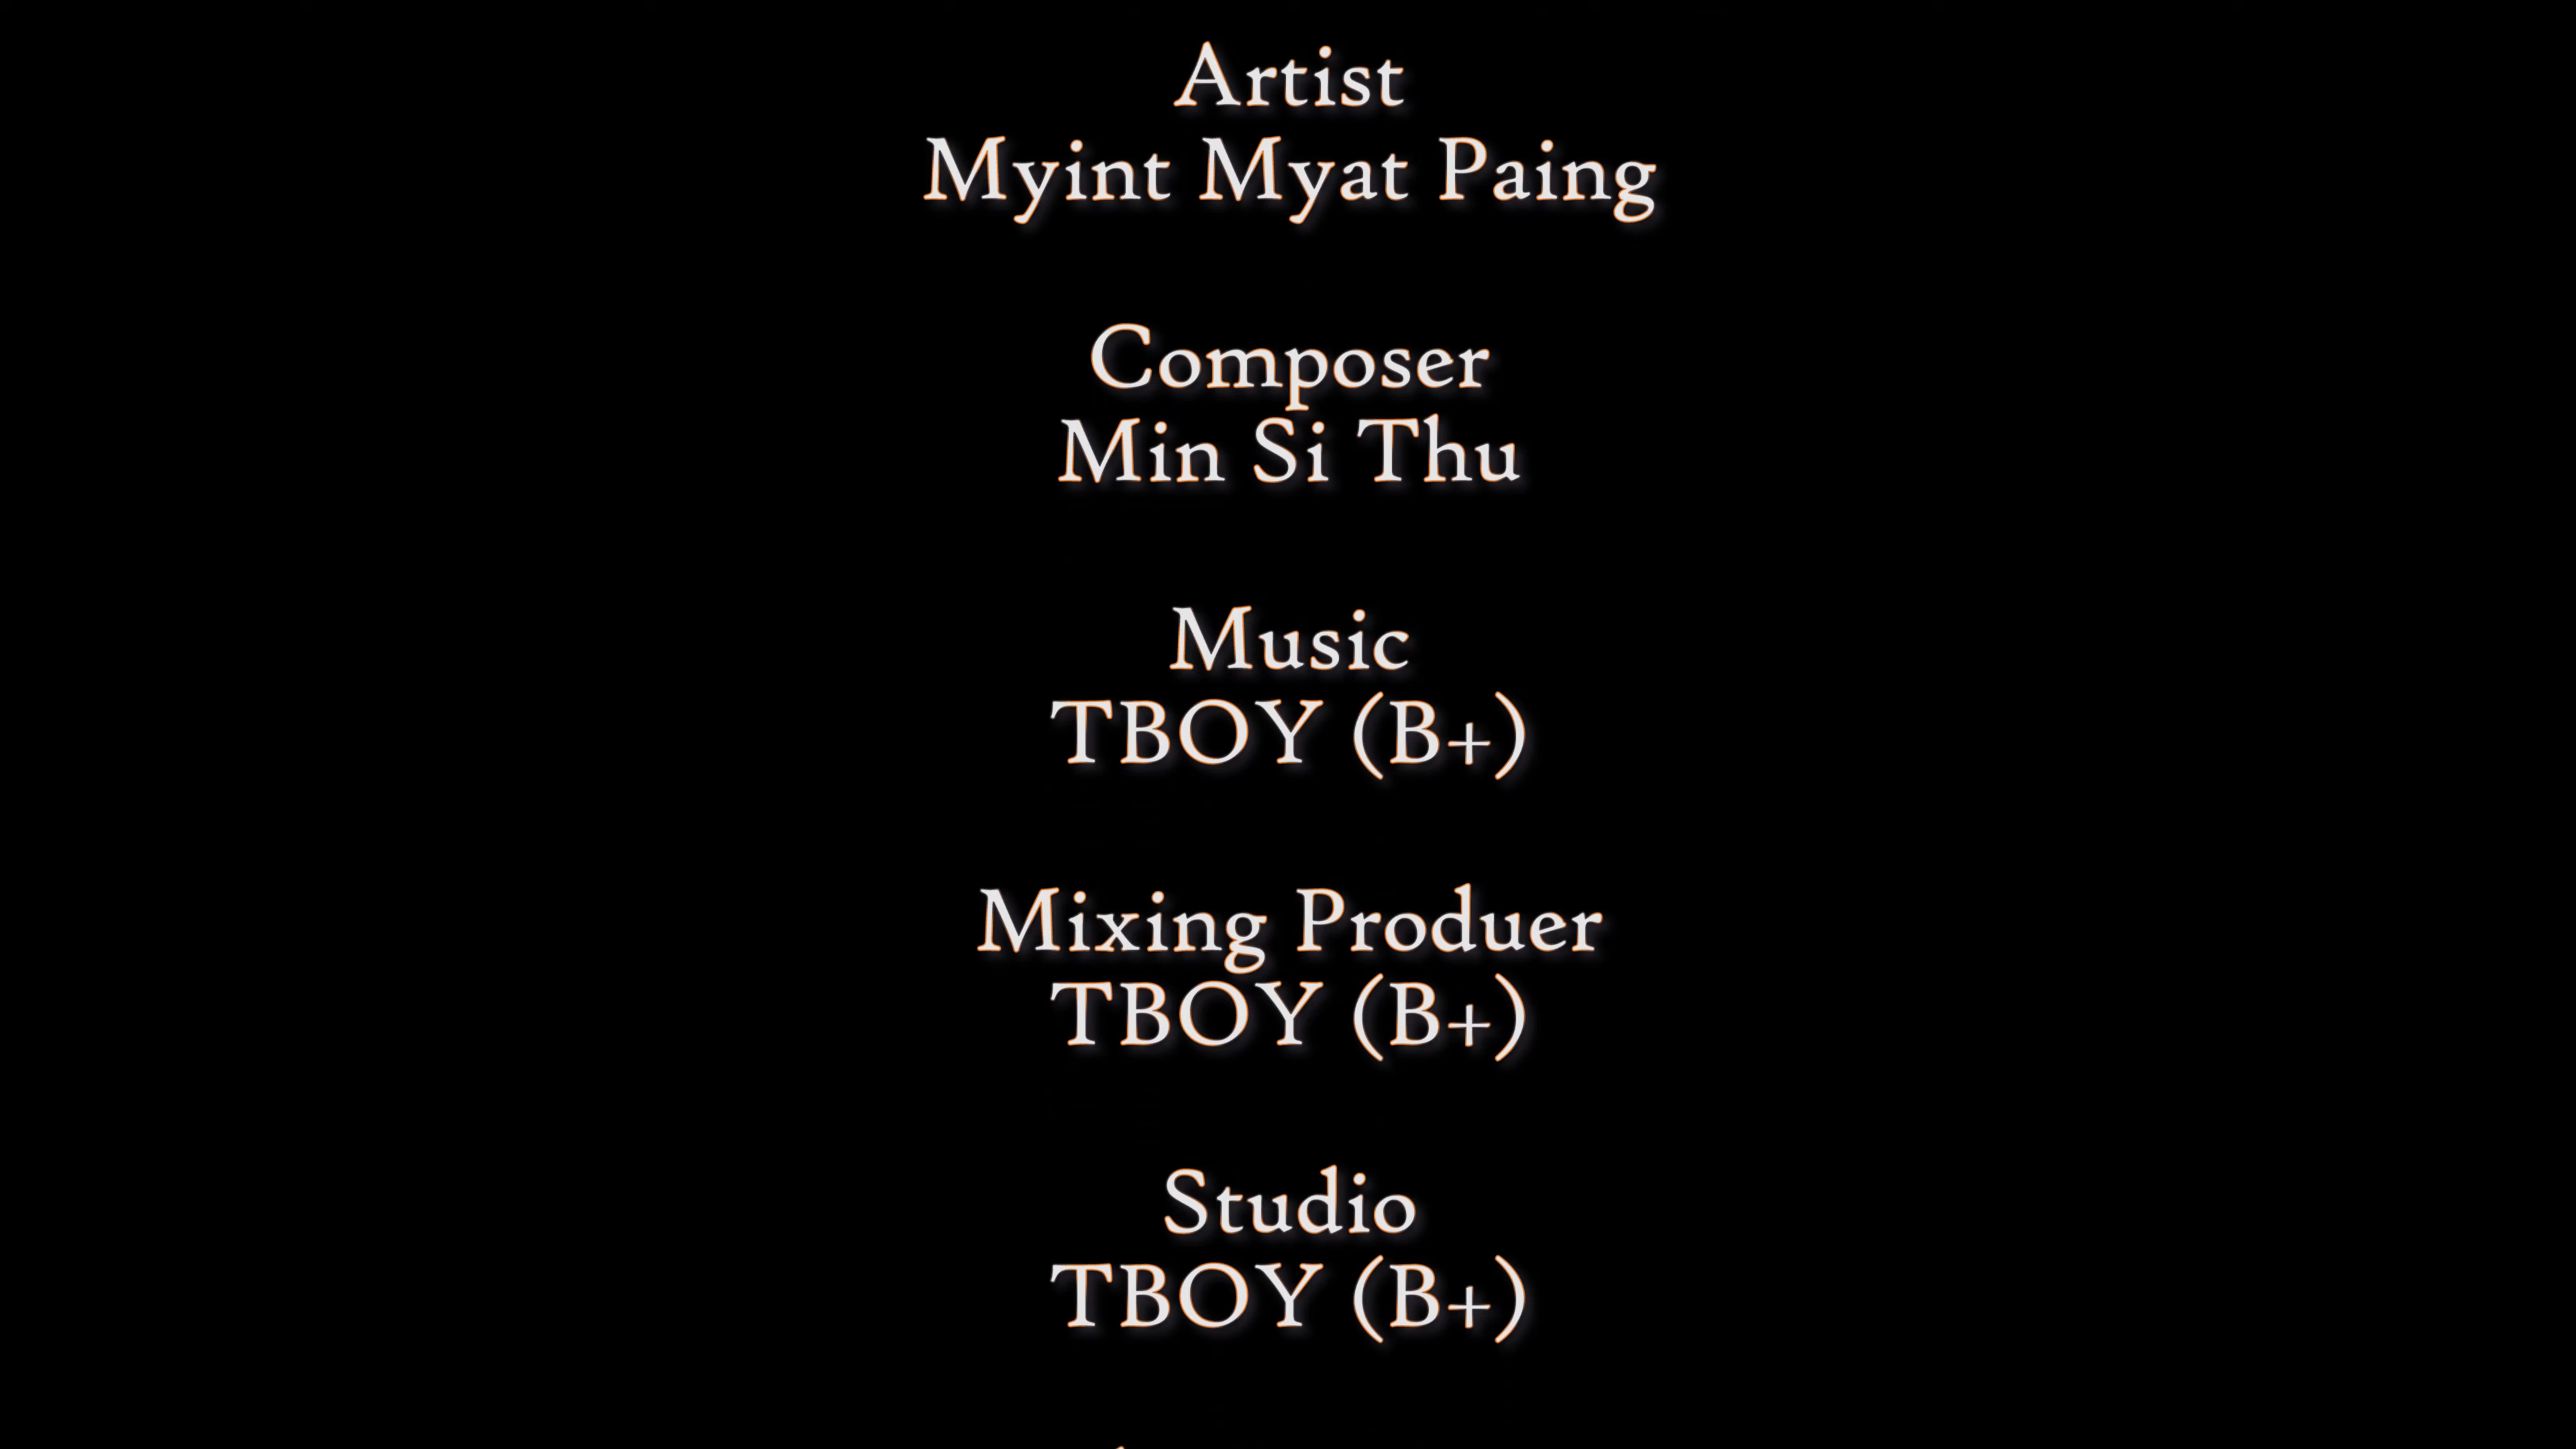 Artist
Myint Myat Paing
Composer
Min Si Thu
Music
TBOY (B+)
Mixing Produer
TBOY (B+)
Studio
TBOY (B+)